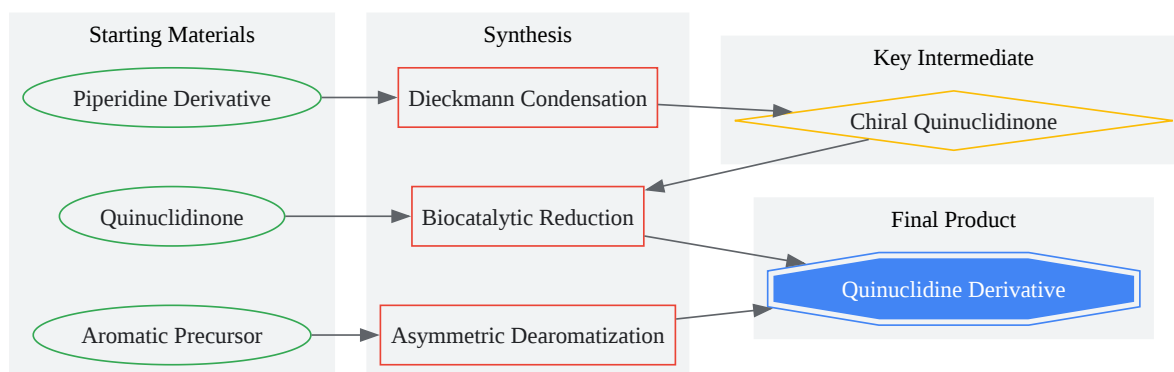 Starting Materials
Synthesis
Key Intermediate
Piperidine Derivative
Dieckmann Condensation
Chiral Quinuclidinone
Quinuclidinone
Biocatalytic Reduction
Final Product
Quinuclidine Derivative
Aromatic Precursor
Asymmetric Dearomatization